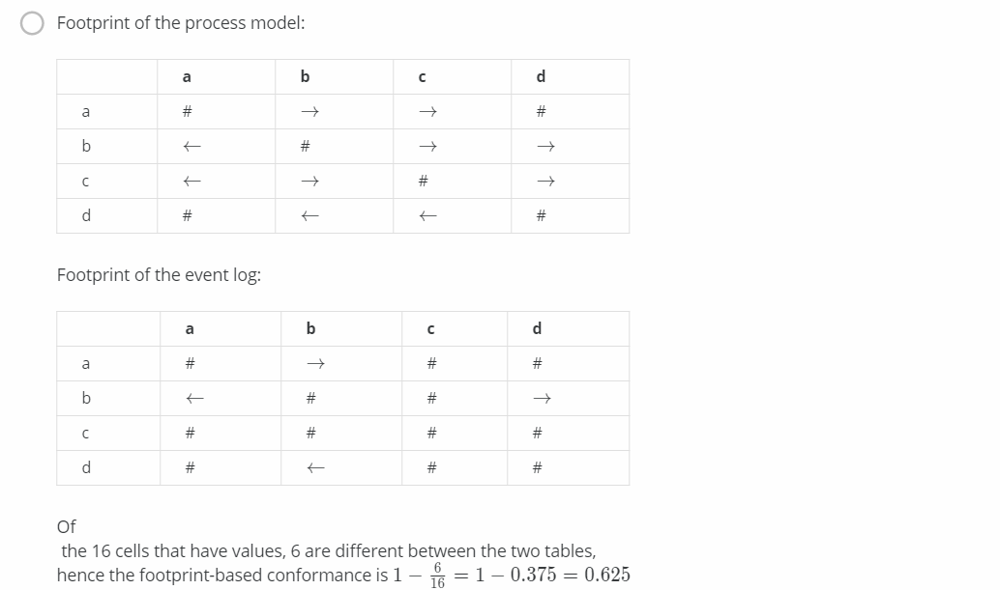 Footprint of the process model:
a b c d
a # → → #
b ← # → →
c ← → # →
d # ← ← #
Footprint of the event log:
a b c d
a # → # #
b ← # # →
c # # # #
d # ← # #
Of
the 16 cells that have values, 6 are different between the two tables,
hence the footprint-based conformance is 1 − 6/16 = 1 − 0.375 = 0.625